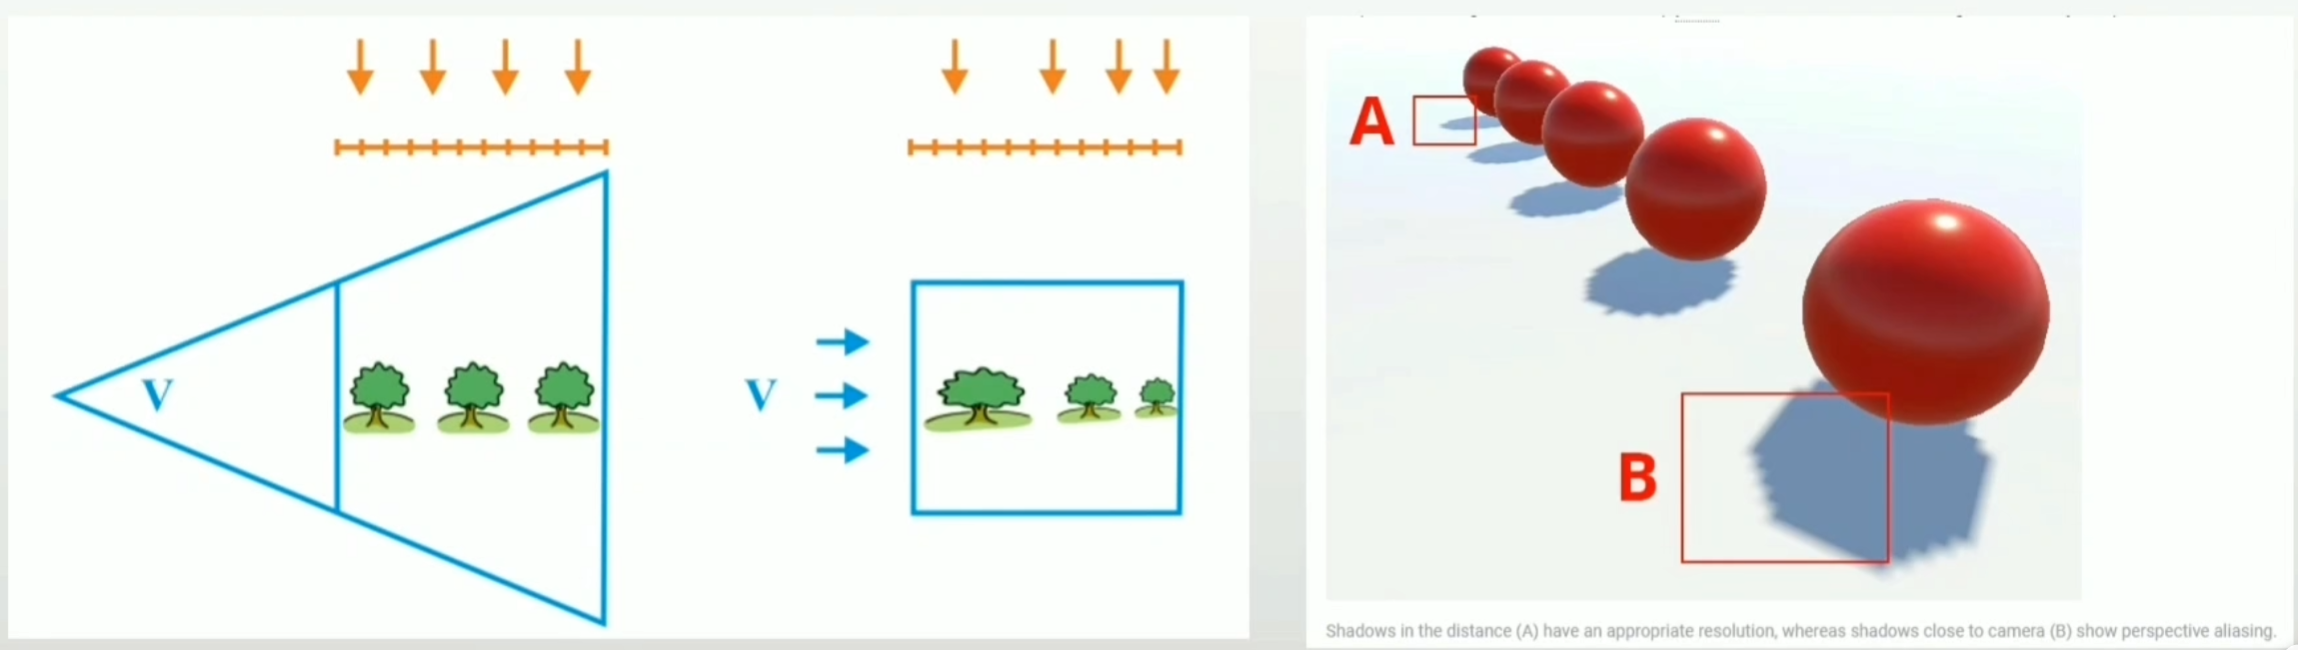 V
V
A
B
Shadows in the distance (A) have an appropriate resolution, whereas shadows close to camera (B) show perspective aliasing.